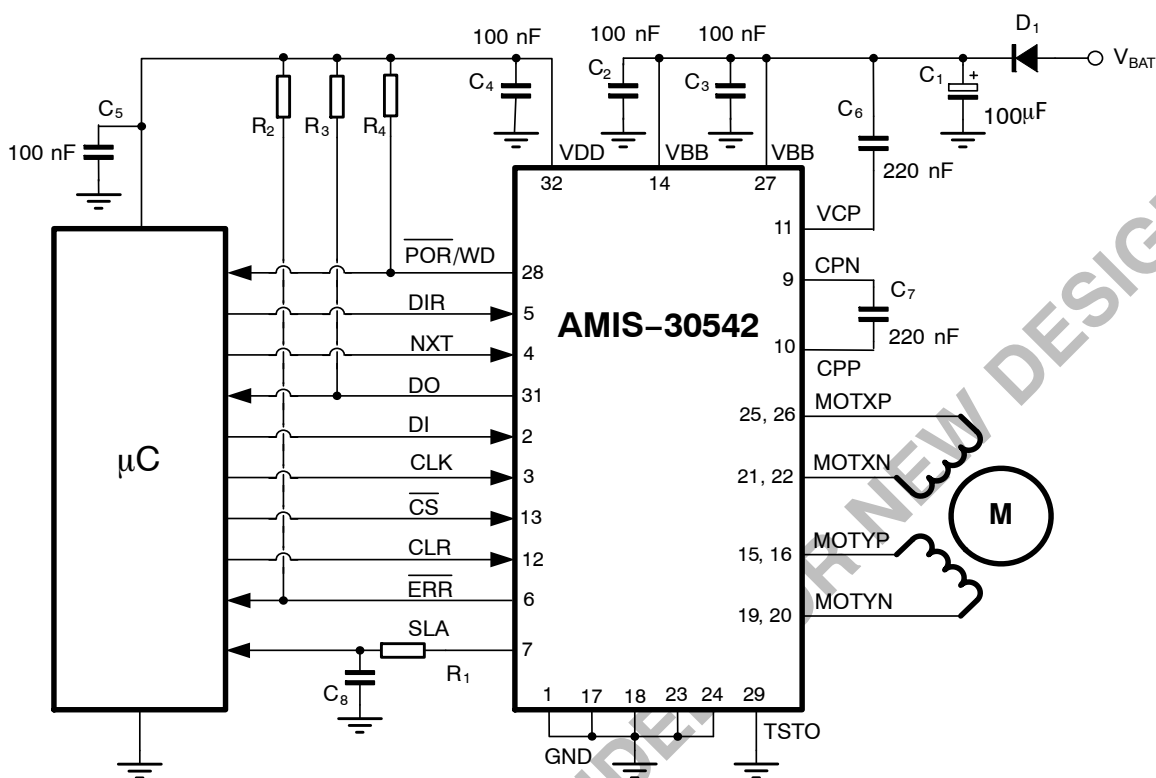 100 nF
100 nF
100 nF
D1
VBAT
C5
C4
C2
C3
C1
+
100μF
100 nF
R2
R3
R4
C6
220 nF
VDD
VBB
VBB
32
14
27
11
VCP
POR/WD
28
9
CPN
C7
220 nF
DIR
5
AMIS–30542
NXT
4
10
CPP
DO
31
25, 26
MOTXP
μC
DI
2
CLK
3
21, 22
MOTXN
CS
13
M
CLR
12
15, 16
MOTYP
ERR
6
19, 20
MOTYN
SLA
7
R1
C8
1
17
18
23
24
29
GND
TSTO
NEW DESIG